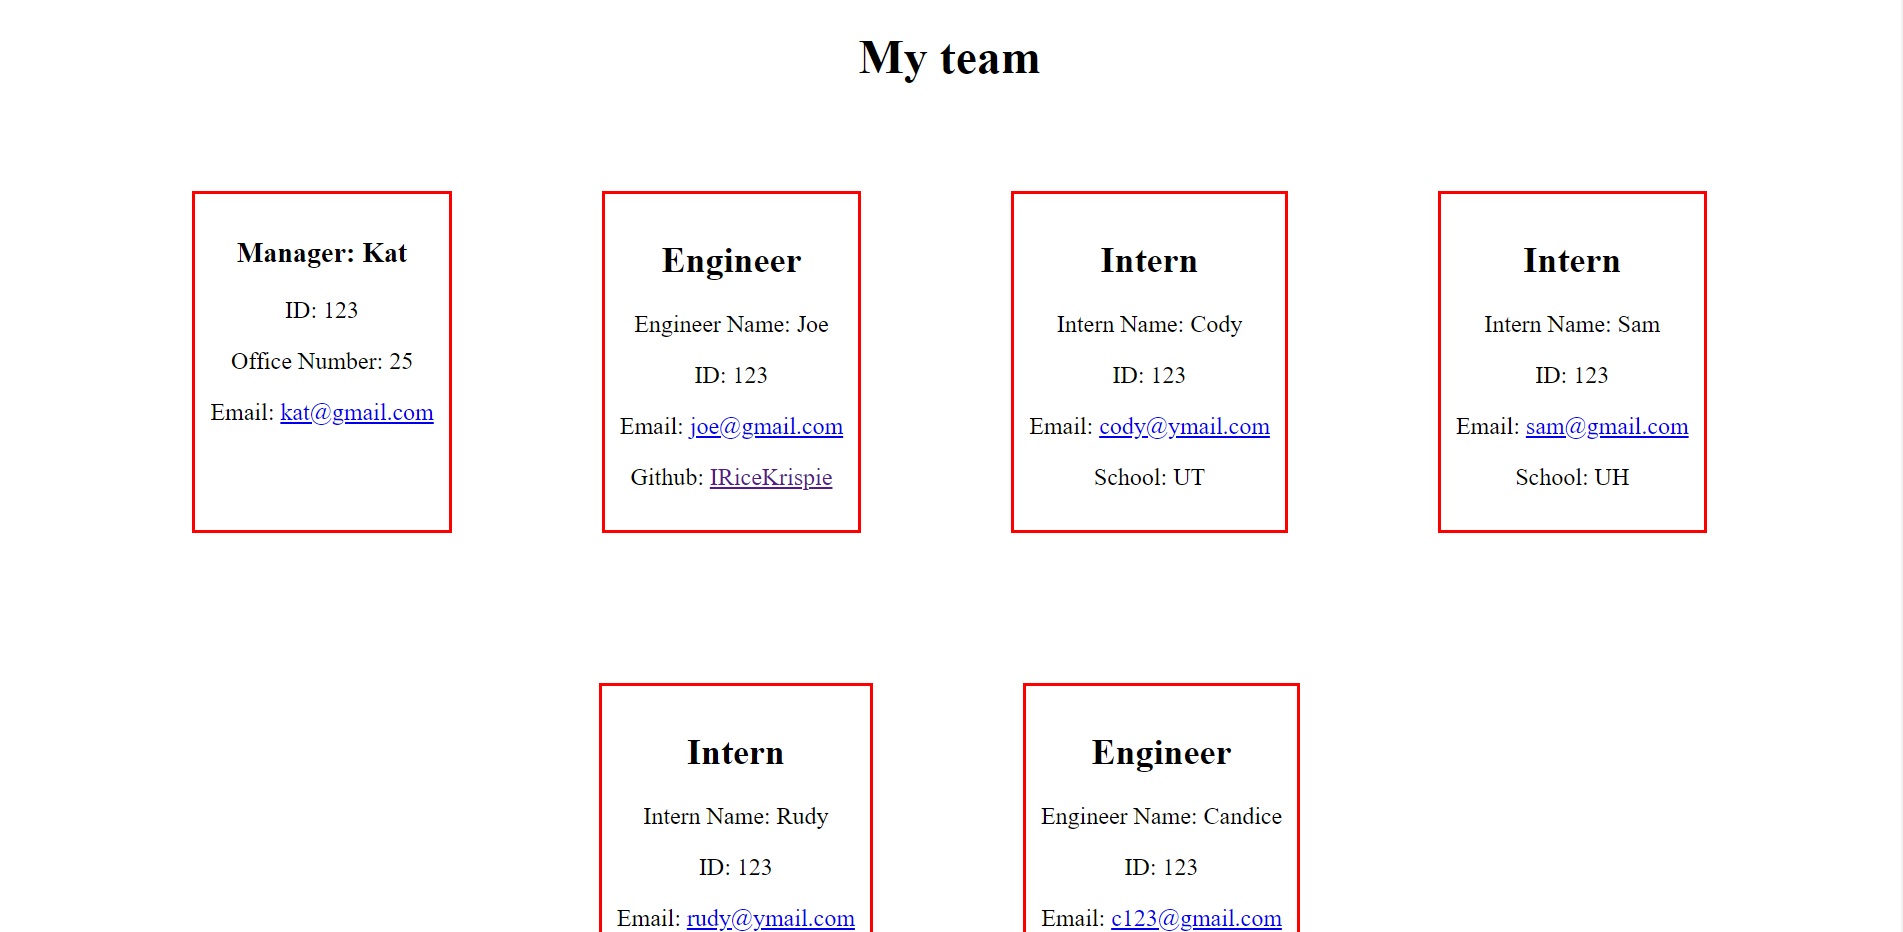 My team
Manager: Kat
ID: 123
Office Number: 25
Email: kat@gmail.com
Engineer
Engineer Name: Joe
ID: 123
Email: joe@gmail.com
Github: IRiceKrispie
Intern
Intern Name: Cody
ID: 123
Email: cody@ymail.com
School: UT
Intern
Intern Name: Sam
ID: 123
Email: sam@gmail.com
School: UH
Intern
Intern Name: Rudy
ID: 123
Email: rudy@ymail.com
Engineer
Engineer Name: Candice
ID: 123
Email: c123@gmail.com